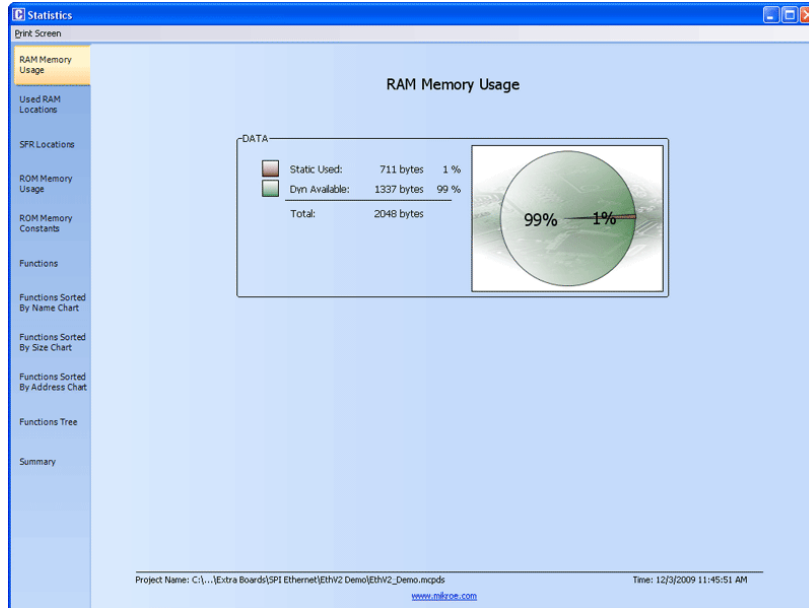 Statistics
Print Screen
RAM Memory
Usage
Used RAM
Locations
SFR Locations
ROM Memory
Usage
ROM Memory
Constants
Functions
Functions Sorted
By Name Chart
Functions Sorted
By Size Chart
Functions Sorted
By Address Chart
Functions Tree
Summary
RAM Memory Usage
DATA
Static Used: 711 bytes 1 %
Dyn Available: 1337 bytes 99 %
Total: 2048 bytes
99% 1%
Project Name: C:\...\Extra Boards\SPI Ethernet\EthV2 Demo\EthV2_Demo.mcpds Time: 12/3/2009 11:45:51 AM
www.mikroe.com